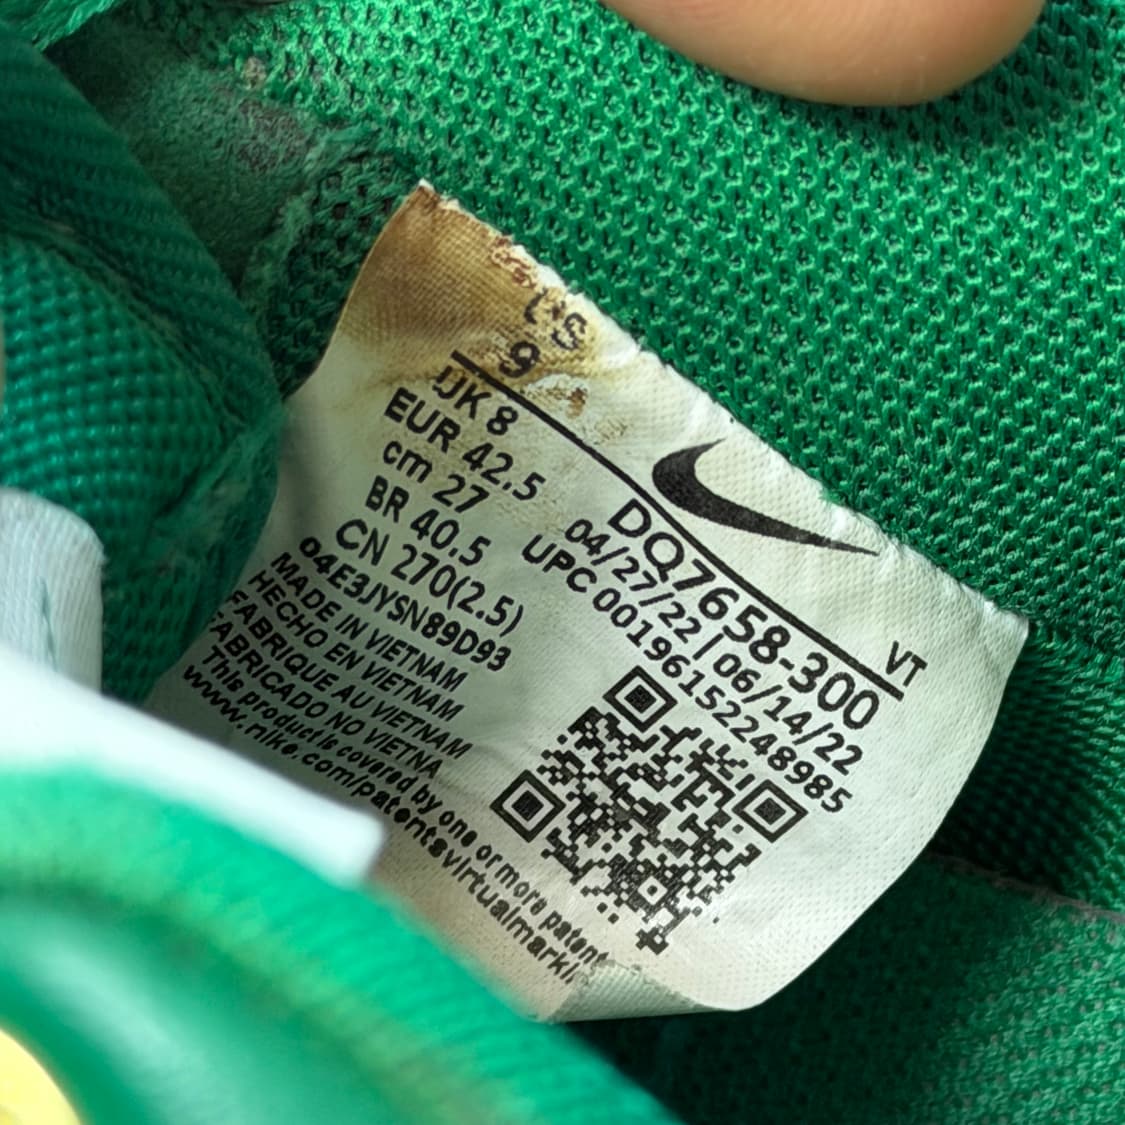 US
9
UK 8
EUR 42.5
cm 27
BR 40.5
CN 270(2.5)
04E3JYSN89D93
MADE IN VIETNAM
HECHO EN VIETNAM
FABRIQUE AU VIETNAM
FABRICADO NO VIETNA
This product is covered by one or more patent
www.nike.com/patentsvirtualmarki
VT
DQ7658-300
04/27/22 | 06/14/22
UPC 00196152248985